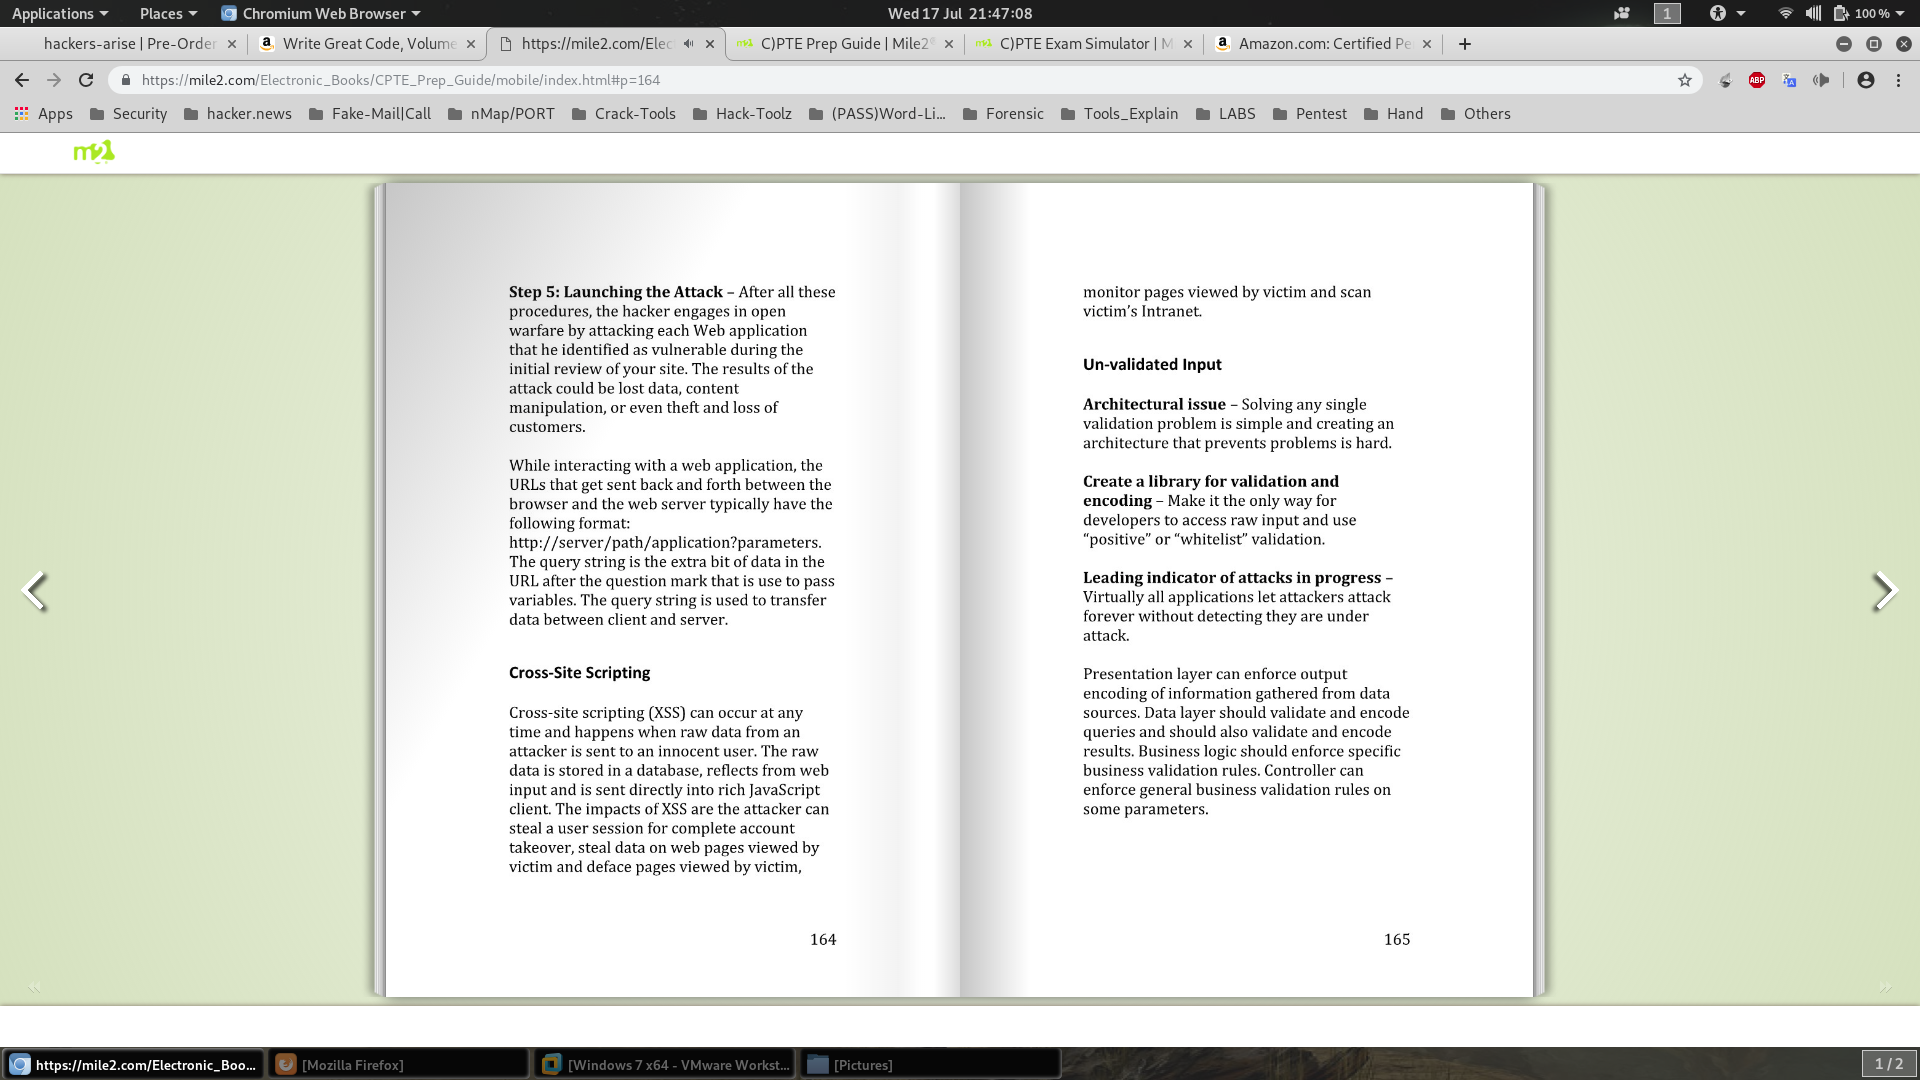 Applications Places Chromium Web Browser Wed 17 Jul 21:47:08 1 100 %
hackers-arise | Pre-Order Write Great Code, Volume https://mile2.com/Elec C)PTE Prep Guide | Mile2 C)PTE Exam Simulator | M Amazon.com: Certified Pe
https://mile2.com/Electronic_Books/CPTE_Prep_Guide/mobile/index.html#p=164 ABP
Apps Security hacker.news Fake-Mail|Call nMap/PORT Crack-Tools Hack-Toolz (PASS)Word-Li... Forensic Tools_Explain LABS Pentest Hand Others
m2
Step 5: Launching the Attack – After all these
procedures, the hacker engages in open
warfare by attacking each Web application
that he identified as vulnerable during the
initial review of your site. The results of the
attack could be lost data, content
manipulation, or even theft and loss of
customers.
While interacting with a web application, the
URLs that get sent back and forth between the
browser and the web server typically have the
following format:
http://server/path/application?parameters.
The query string is the extra bit of data in the
URL after the question mark that is use to pass
variables. The query string is used to transfer
data between client and server.
Cross-Site Scripting
Cross-site scripting (XSS) can occur at any
time and happens when raw data from an
attacker is sent to an innocent user. The raw
data is stored in a database, reflects from web
input and is sent directly into rich JavaScript
client. The impacts of XSS are the attacker can
steal a user session for complete account
takeover, steal data on web pages viewed by
victim and deface pages viewed by victim,
164
monitor pages viewed by victim and scan
victim’s Intranet.
Un-validated Input
Architectural issue – Solving any single
validation problem is simple and creating an
architecture that prevents problems is hard.
Create a library for validation and
encoding – Make it the only way for
developers to access raw input and use
“positive” or “whitelist” validation.
Leading indicator of attacks in progress –
Virtually all applications let attackers attack
forever without detecting they are under
attack.
Presentation layer can enforce output
encoding of information gathered from data
sources. Data layer should validate and encode
queries and should also validate and encode
results. Business logic should enforce specific
business validation rules. Controller can
enforce general business validation rules on
some parameters.
165
https://mile2.com/Electronic_Boo... [Mozilla Firefox] [Windows 7 x64 - VMware Workst... [Pictures] 1 / 2